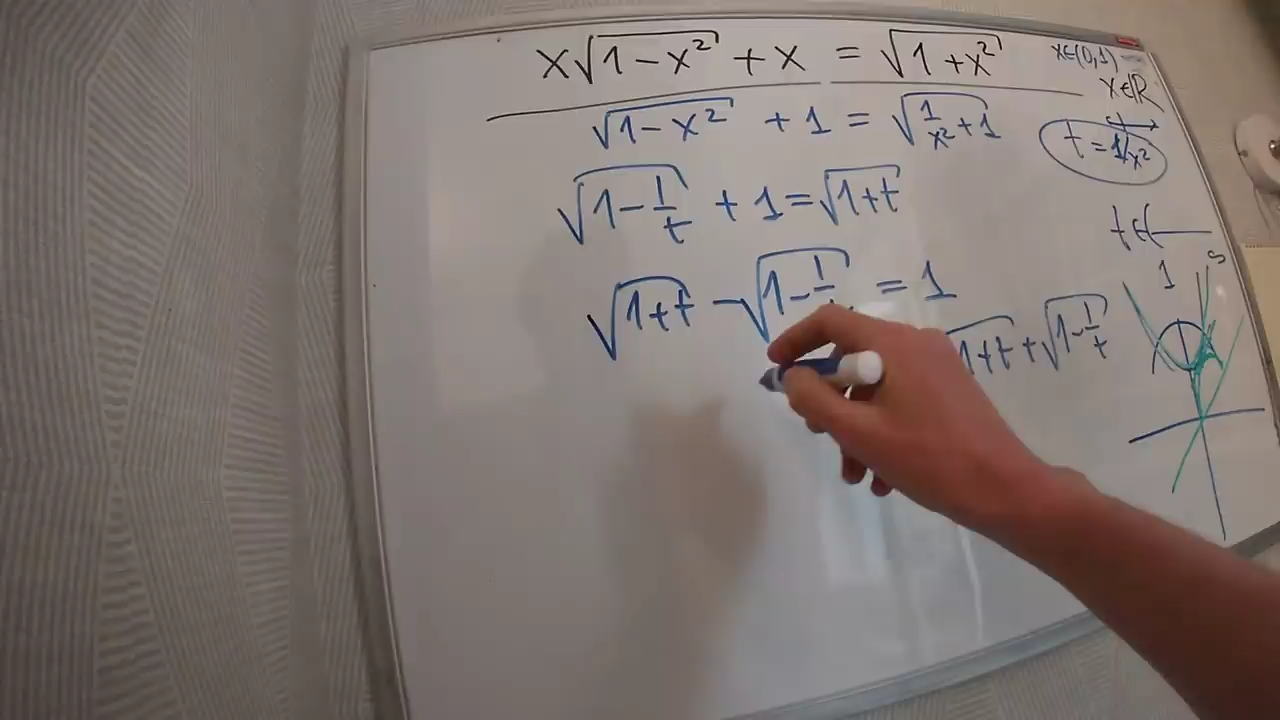 x√(1-x²) + x = √(1+x²)
x∈(0,1)
x∈ℝ
√(1-x²) + 1 = √(1/x²+1)
t = 1/x²
√(1-1/t) + 1 = √(1+t)
t∈(
1
√(1+t) - √(1-1/t) = 1
√(1+t) + √(1-1/t)